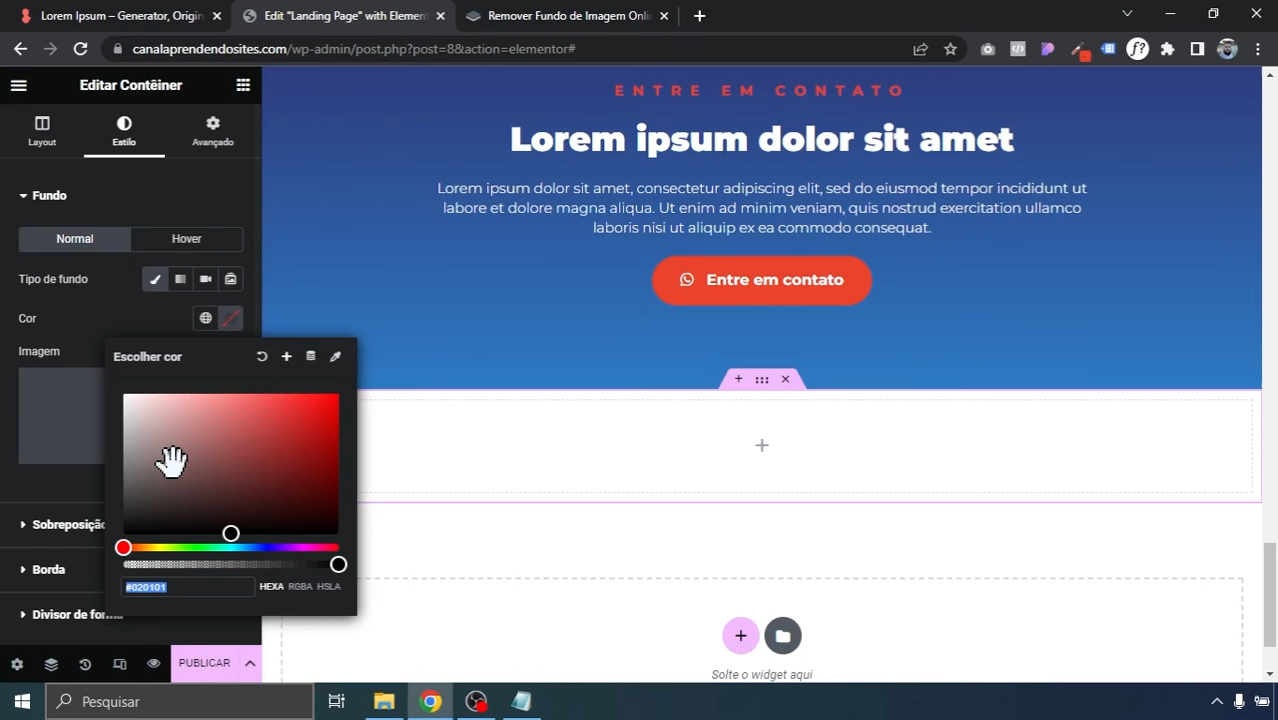 Lorem Ipsum – Generator, Origin
Edit "Landing Page" with Element
Remover Fundo de Imagem Onlin
canalaprendendosites.com/wp-admin/post.php?post=8&action=elementor#
Editar Contêiner
Layout
Estilo
Avançado
Fundo
Normal
Hover
Tipo de fundo
Cor
Imagem
Escolher cor
#020101
HEXA
RGBA
HSLA
Sobreposição
Borda
Divisor de forma
PUBLICAR
ENTRE EM CONTATO
Lorem ipsum dolor sit amet
Lorem ipsum dolor sit amet, consectetur adipiscing elit, sed do eiusmod tempor incididunt ut
labore et dolore magna aliqua. Ut enim ad minim veniam, quis nostrud exercitation ullamco
laboris nisi ut aliquip ex ea commodo consequat.
Entre em contato
Solte o widget aqui
Pesquisar